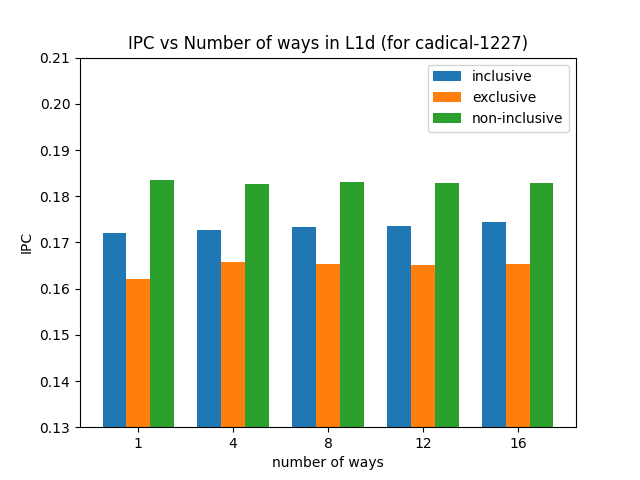 IPC vs Number of ways in L1d (for cadical-1227)
inclusive
exclusive
non-inclusive
IPC
0.21
0.20
0.19
0.18
0.17
0.16
0.15
0.14
0.13
1 4 8 12 16
number of ways